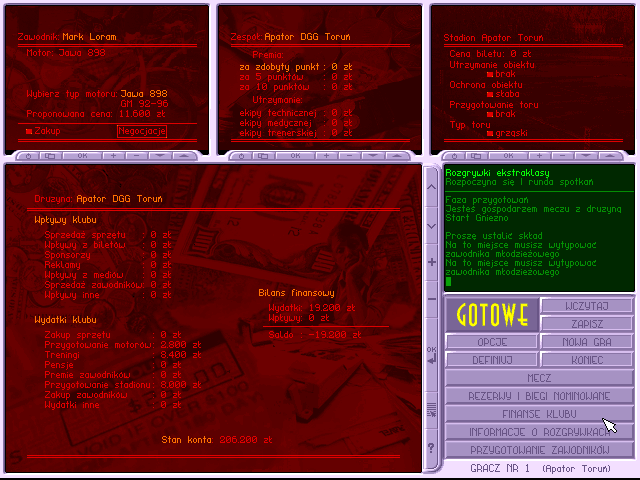 Zawodnik: Mark Loram
Motor: Jawa 898
Wybierz typ motoru: Jawa 898
GM 92-96
Proponowana cena: 11.600 zł
Zakup Negocjacje
OK + −
Zespół: Apator DGG Toruń
Premia:
za zdobyty punkt : 0 zł
za 5 punktów : 0 zł
za 10 punktów : 0 zł
Utrzymanie:
ekipy technicznej : 0 zł
ekipy medycznej : 0 zł
ekipy trenerskiej : 0 zł
OK + −
Stadion Apator Toruń
Cena biletu: 0 zł
Utrzymanie obiektu
brak
Ochrona obiektu
słaba
Przygotowanie toru
brak
Typ toru
grząski
OK + −
Drużyna: Apator DGG Toruń
Wpływy klubu
Sprzedaż sprzętu : 0 zł
Wpływy z biletów : 0 zł
Sponsorzy : 0 zł
Reklamy : 0 zł
Wpływy z mediów : 0 zł
Sprzedaż zawodników: 0 zł
Wpływy inne : 0 zł
Wydatki klubu
Zakup sprzętu : 0 zł
Przygotowanie motorów: 2.800 zł
Treningi : 8.400 zł
Pensje : 0 zł
Premie zawodników : 0 zł
Przygotowanie stadionu: 8.000 zł
Zakup zawodników : 0 zł
Wydatki inne : 0 zł
Bilans finansowy
Wydatki: 19.200 zł
Wpływy: 0 zł
Saldo : -19.200 zł
Stan konta: 206.200 zł
+
−
OK
?
Rozgrywki ekstraklasy
Rozpoczyna się I runda spotkań
Faza przygotowań
Jesteś gospodarzem meczu z drużyną
Start Gniezno
Proszę ustalić skład
Na to miejsce musisz wytypować
zawodnika młodzieżowego
Na to miejsce musisz wytypować
zawodnika młodzieżowego
GOTOWE
WCZYTAJ
ZAPISZ
OPCJE
NOWA GRA
DEFINIUJ
KONIEC
MECZ
REZERWY I BIEGI NOMINOWANE
FINANSE KLUBU
INFORMACJE O ROZGRYWKACH
PRZYGOTOWANIE ZAWODNIKÓW
GRACZ NR 1 (Apator Toruń)